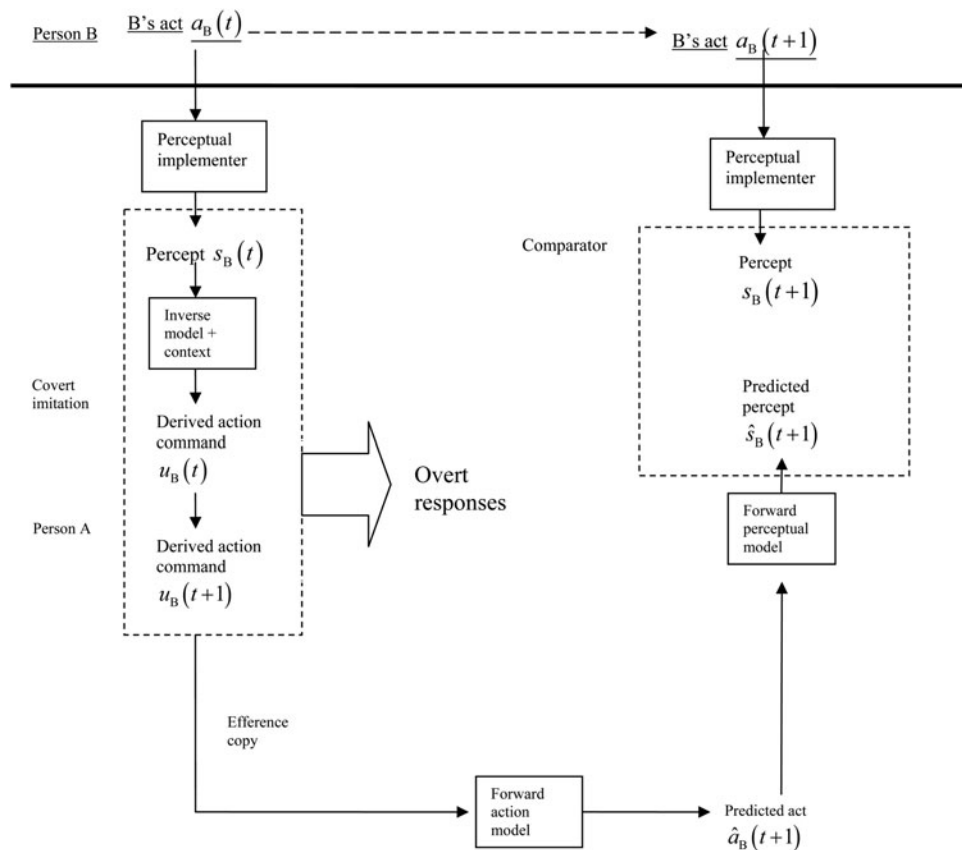 Person B
B's act a_B(t)
B's act a_B(t+1)
Perceptual
implementer
Perceptual
implementer
Percept s_B(t)
Comparator
Percept
s_B(t+1)
Inverse
model +
context
Covert
imitation
Predicted
percept
ŝ_B(t+1)
Derived action
command
u_B(t)
Overt
responses
Person A
Forward
perceptual
model
Derived action
command
u_B(t+1)
Efference
copy
Forward
action
model
Predicted act
â_B(t+1)